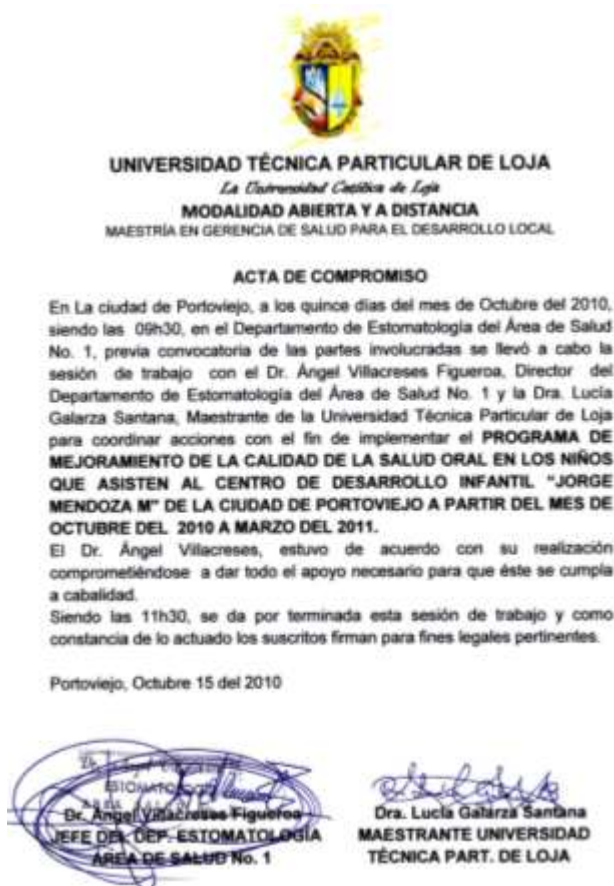 UNIVERSIDAD TÉCNICA PARTICULAR DE LOJA
La Universidad Católica de Loja
MODALIDAD ABIERTA Y A DISTANCIA
MAESTRÍA EN GERENCIA DE SALUD PARA EL DESARROLLO LOCAL
ACTA DE COMPROMISO
En La ciudad de Portoviejo, a los quince días del mes de Octubre del 2010,
siendo las 09h30, en el Departamento de Estomatología del Área de Salud
No. 1, previa convocatoria de las partes involucradas se llevó a cabo la
sesión de trabajo con el Dr. Ángel Villacreses Figueroa, Director del
Departamento de Estomatología del Área de Salud No. 1 y la Dra. Lucía
Galarza Santana, Maestrante de la Universidad Técnica Particular de Loja
para coordinar acciones con el fin de implementar el PROGRAMA DE
MEJORAMIENTO DE LA CALIDAD DE LA SALUD ORAL EN LOS NIÑOS
QUE ASISTEN AL CENTRO DE DESARROLLO INFANTIL "JORGE
MENDOZA M" DE LA CIUDAD DE PORTOVIEJO A PARTIR DEL MES DE
OCTUBRE DEL 2010 A MARZO DEL 2011.
El Dr. Ángel Villacreses, estuvo de acuerdo con su realización
comprometiéndose a dar todo el apoyo necesario para que éste se cumpla
a cabalidad.
Siendo las 11h30, se da por terminada esta sesión de trabajo y como
constancia de lo actuado los suscritos firman para fines legales pertinentes.
Portoviejo, Octubre 15 del 2010
ESTOMATOLOGO
Dr. Ángel Villacreses Figueroa
JEFE DEL DEP. ESTOMATOLOGÍA
ÁREA DE SALUD No. 1
Dra. Lucía Galarza Santana
MAESTRANTE UNIVERSIDAD
TÉCNICA PART. DE LOJA